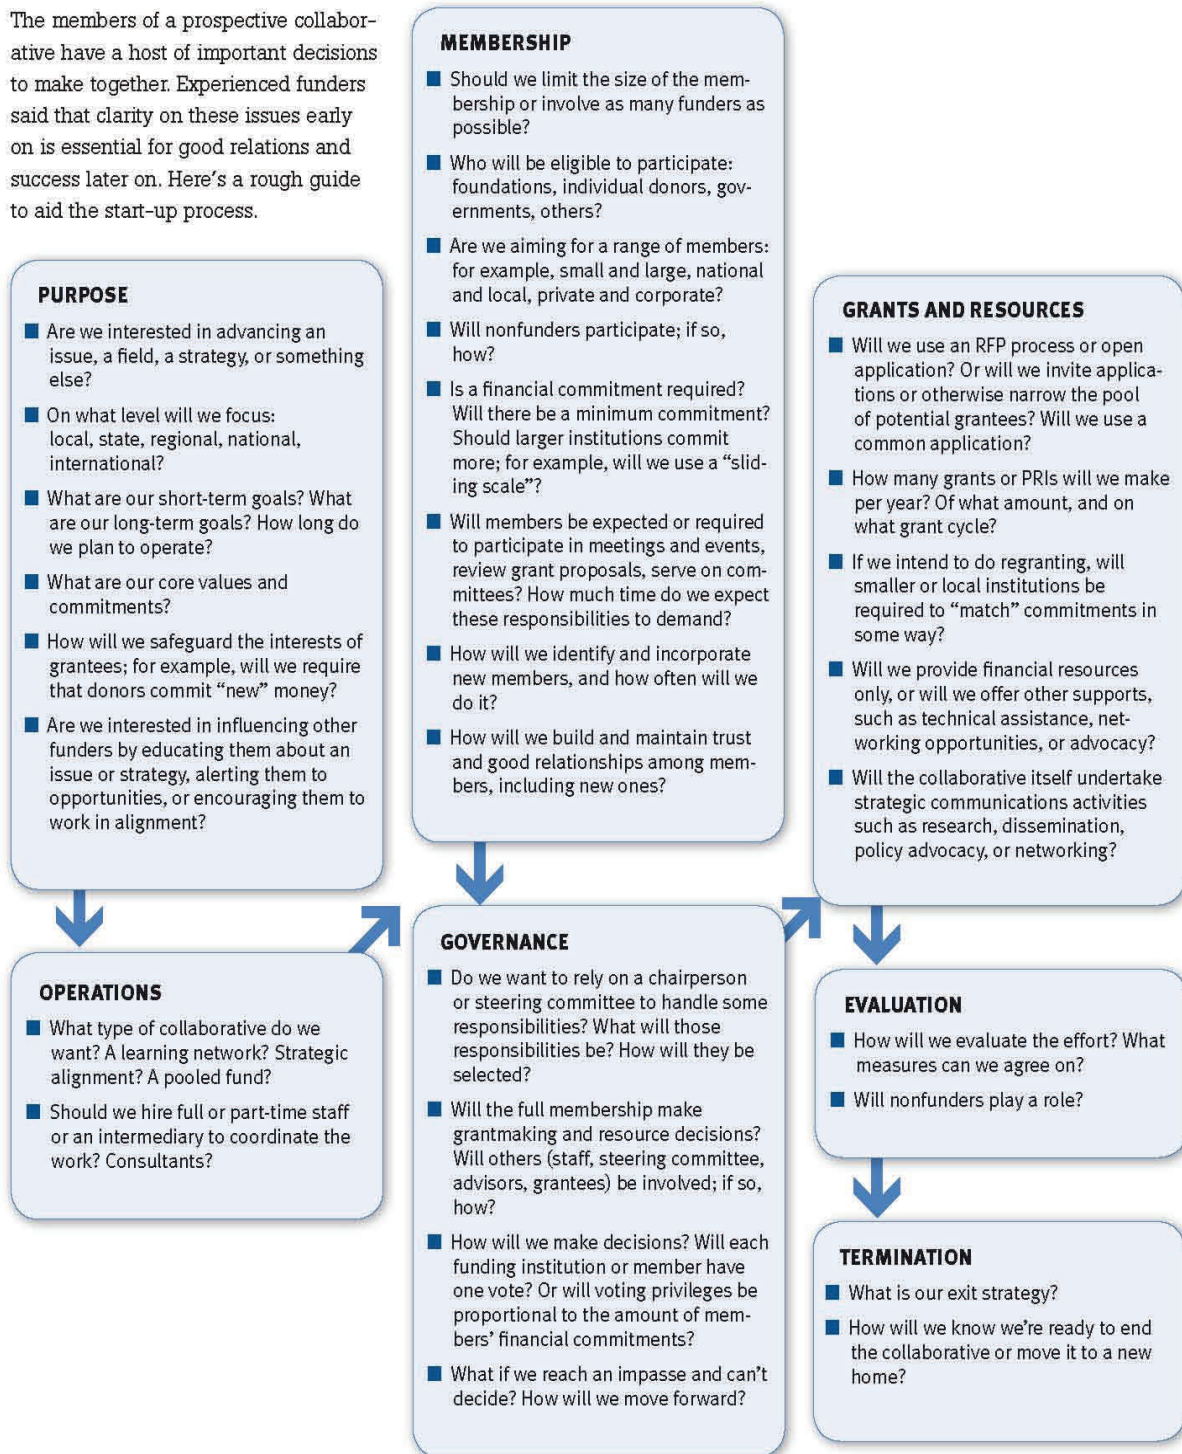 The members of a prospective collabor-
ative have a host of important decisions
to make together. Experienced funders
said that clarity on these issues early
on is essential for good relations and
success later on. Here's a rough guide
to aid the start-up process.
PURPOSE
■ Are we interested in advancing an
issue, a field, a strategy, or something
else?
■ On what level will we focus:
local, state, regional, national,
international?
■ What are our short-term goals? What
are our long-term goals? How long do
we plan to operate?
■ What are our core values and
commitments?
■ How will we safeguard the interests of
grantees; for example, will we require
that donors commit “new” money?
■ Are we interested in influencing other
funders by educating them about an
issue or strategy, alerting them to
opportunities, or encouraging them to
work in alignment?
OPERATIONS
■ What type of collaborative do we
want? A learning network? Strategic
alignment? A pooled fund?
■ Should we hire full or part-time staff
or an intermediary to coordinate the
work? Consultants?
MEMBERSHIP
■ Should we limit the size of the mem-
bership or involve as many funders as
possible?
■ Who will be eligible to participate:
foundations, individual donors, gov-
ernments, others?
■ Are we aiming for a range of members:
for example, small and large, national
and local, private and corporate?
■ Will nonfunders participate; if so,
how?
■ Is a financial commitment required?
Will there be a minimum commitment?
Should larger institutions commit
more; for example, will we use a “slid-
ing scale”?
■ Will members be expected or required
to participate in meetings and events,
review grant proposals, serve on com-
mittees? How much time do we expect
these responsibilities to demand?
■ How will we identify and incorporate
new members, and how often will we
do it?
■ How will we build and maintain trust
and good relationships among mem-
bers, including new ones?
GOVERNANCE
■ Do we want to rely on a chairperson
or steering committee to handle some
responsibilities? What will those
responsibilities be? How will they be
selected?
■ Will the full membership make
grantmaking and resource decisions?
Will others (staff, steering committee,
advisors, grantees) be involved; if so,
how?
■ How will we make decisions? Will each
funding institution or member have
one vote? Or will voting privileges be
proportional to the amount of mem-
bers’ financial commitments?
■ What if we reach an impasse and can’t
decide? How will we move forward?
GRANTS AND RESOURCES
■ Will we use an RFP process or open
application? Or will we invite applica-
tions or otherwise narrow the pool
of potential grantees? Will we use a
common application?
■ How many grants or PRIs will we make
per year? Of what amount, and on
what grant cycle?
■ If we intend to do regranting, will
smaller or local institutions be
required to “match” commitments in
some way?
■ Will we provide financial resources
only, or will we offer other supports,
such as technical assistance, net-
working opportunities, or advocacy?
■ Will the collaborative itself undertake
strategic communications activities
such as research, dissemination,
policy advocacy, or networking?
EVALUATION
■ How will we evaluate the effort? What
measures can we agree on?
■ Will nonfunders play a role?
TERMINATION
■ What is our exit strategy?
■ How will we know we’re ready to end
the collaborative or move it to a new
home?